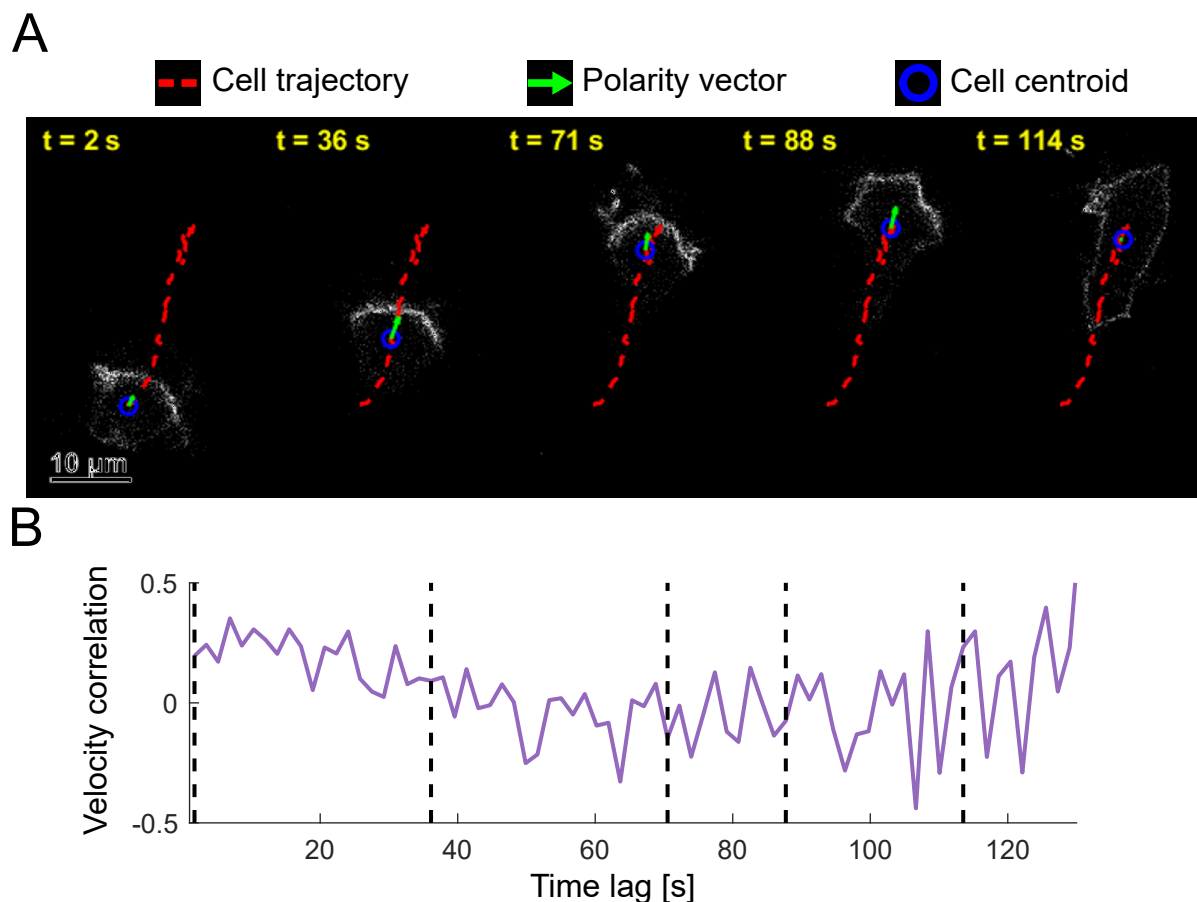 A
Cell trajectory
Polarity vector
Cell centroid
t = 2 s
t = 36 s
t = 71 s
t = 88 s
t = 114 s
10 µm
B
Velocity correlation
0.5
0
-0.5
20
40
60
80
100
120
Time lag [s]